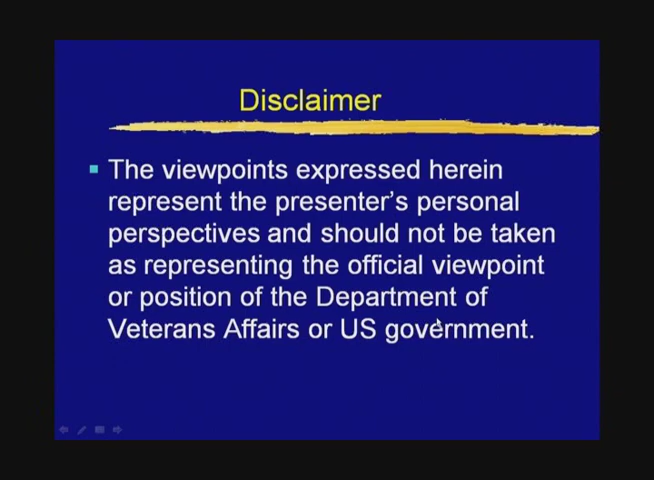 Disclaimer
The viewpoints expressed herein
represent the presenter's personal
perspectives and should not be taken
as representing the official viewpoint
or position of the Department of
Veterans Affairs or US government.